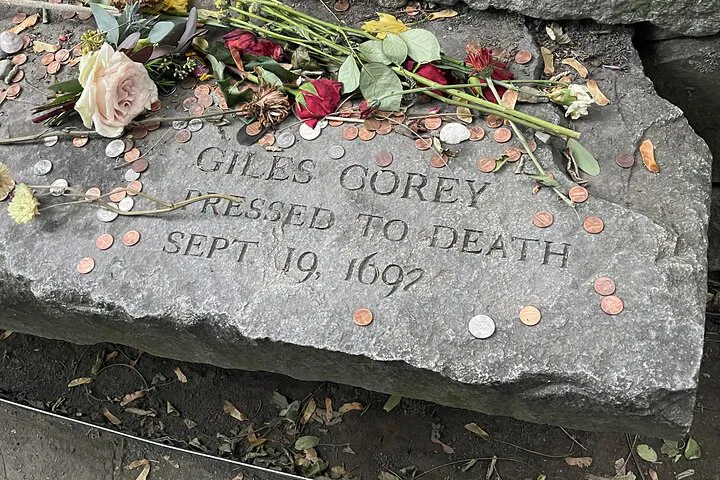 GILES COREY
PRESSED TO DEATH
SEPT 19, 1692